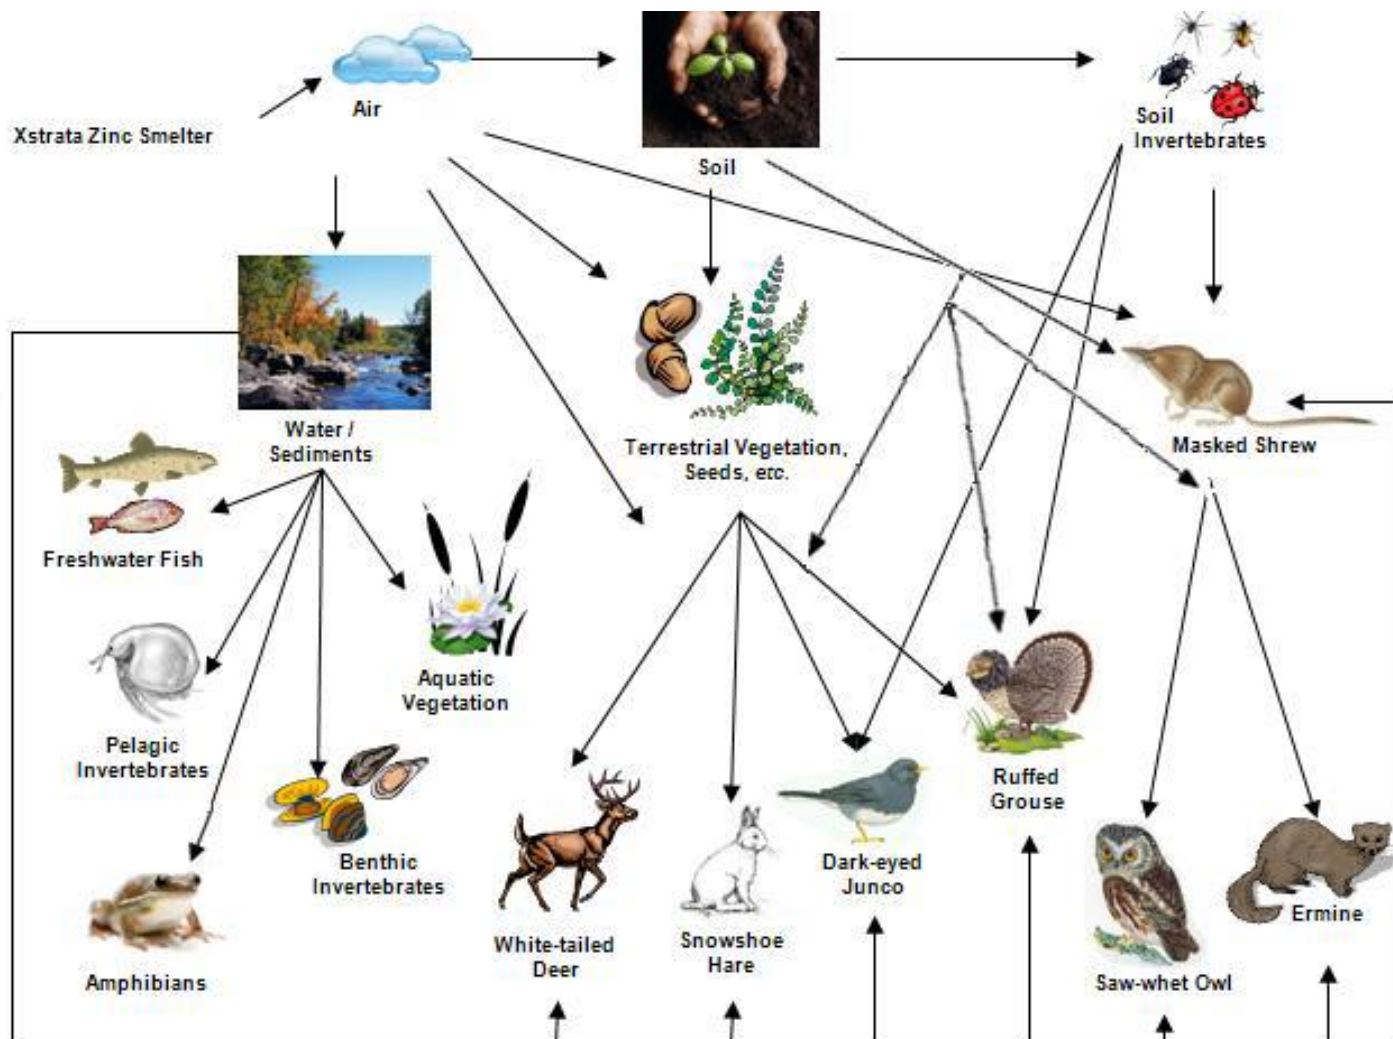 Air
Xstrata Zinc Smelter
Soil
Soil
Invertebrates
Water /
Sediments
Terrestrial Vegetation,
Seeds, etc.
Masked Shrew
Freshwater Fish
Aquatic
Vegetation
Pelagic
Invertebrates
Benthic
Invertebrates
Amphibians
White-tailed
Deer
Snowshoe
Hare
Dark-eyed
Junco
Ruffed
Grouse
Saw-whet Owl
Ermine